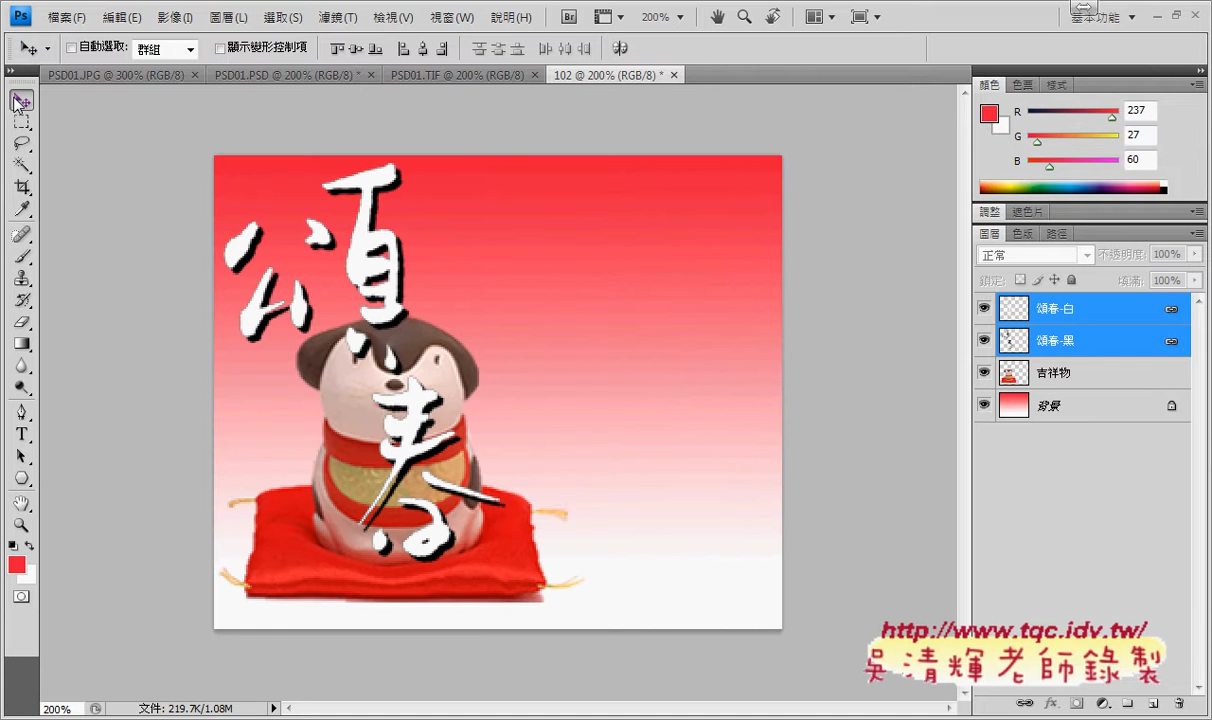 Ps 檔案(F) 編輯(E) 影像(I) 圖層(L) 選取(S) 濾鏡(T) 檢視(V) 視窗(W) 說明(H) Br 200% 基本功能
自動選取: 群組 顯示變形控制項
PSD01.JPG @ 300% (RGB/8) PSD01.PSD @ 200% (RGB/8) * PSD01.TIF @ 200% (RGB/8) 102 @ 200% (RGB/8) *
顏色 色票 樣式
R 237
G 27
B 60
調整 遮色片
圖層 色版 路徑
正常 不透明度: 100%
鎖定: 填滿: 100%
頌春-白
頌春-黑
吉祥物
背景
頌春
http://www.tqc.idv.tw/
吳清輝老師錄製
200% 文件: 219.7K/1.08M